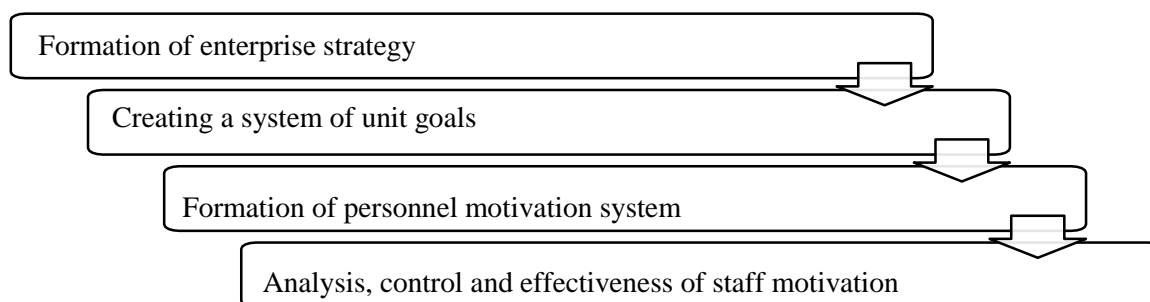 Formation of enterprise strategy
Creating a system of unit goals
Formation of personnel motivation system
Analysis, control and effectiveness of staff motivation